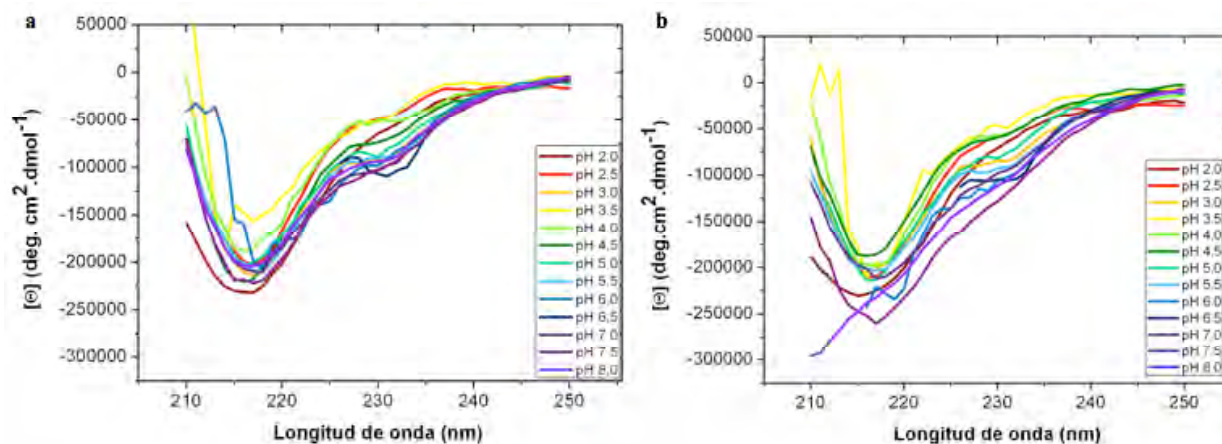 a
[Θ] (deg. cm².dmol⁻¹)
50000
0
-50000
-100000
-150000
-200000
-250000
-300000
210
220
230
240
250
Longitud de onda (nm)
pH 2.0
pH 2.5
pH 3.0
pH 3.5
pH 4.0
pH 4.5
pH 5.0
pH 5.5
pH 6.0
pH 6.5
pH 7.0
pH 7.5
pH 8.0
b
[Θ] (deg.cm².dmol⁻¹)
50000
0
-50000
-100000
-150000
-200000
-250000
-300000
210
220
230
240
250
Longitud de onda (nm)
pH 2.0
pH 2.5
pH 3.0
pH 3.5
pH 4.0
pH 4.5
pH 5.0
pH 5.5
pH 6.0
pH 6.5
pH 7.0
pH 7.5
pH 8.0